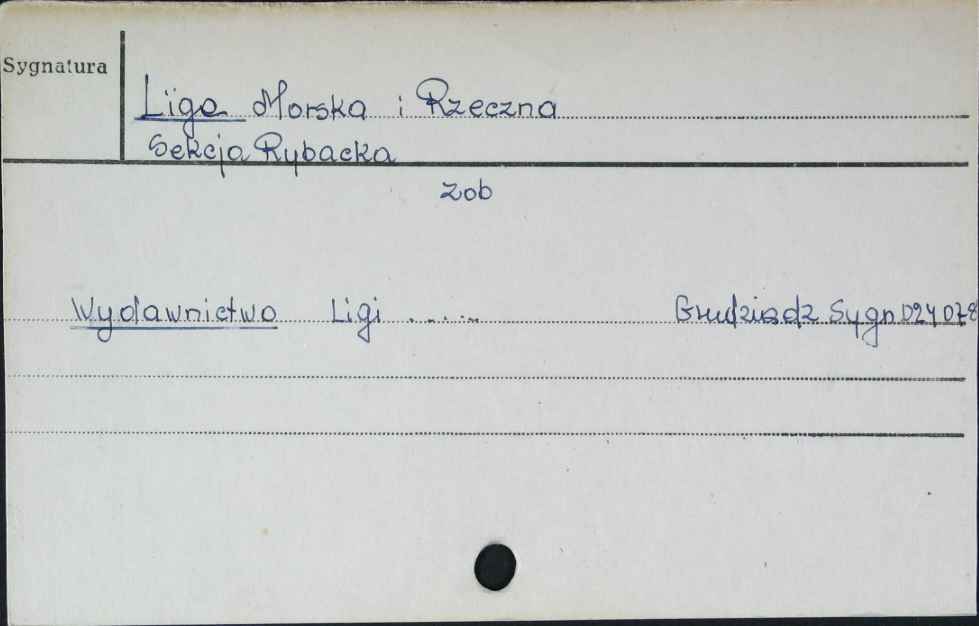 Sygnatura
Liga Morska i Rzeczna
Sekcja Rybacka
zob
Wydawnictwo Ligi ...... Grudziądz Sygn D24078